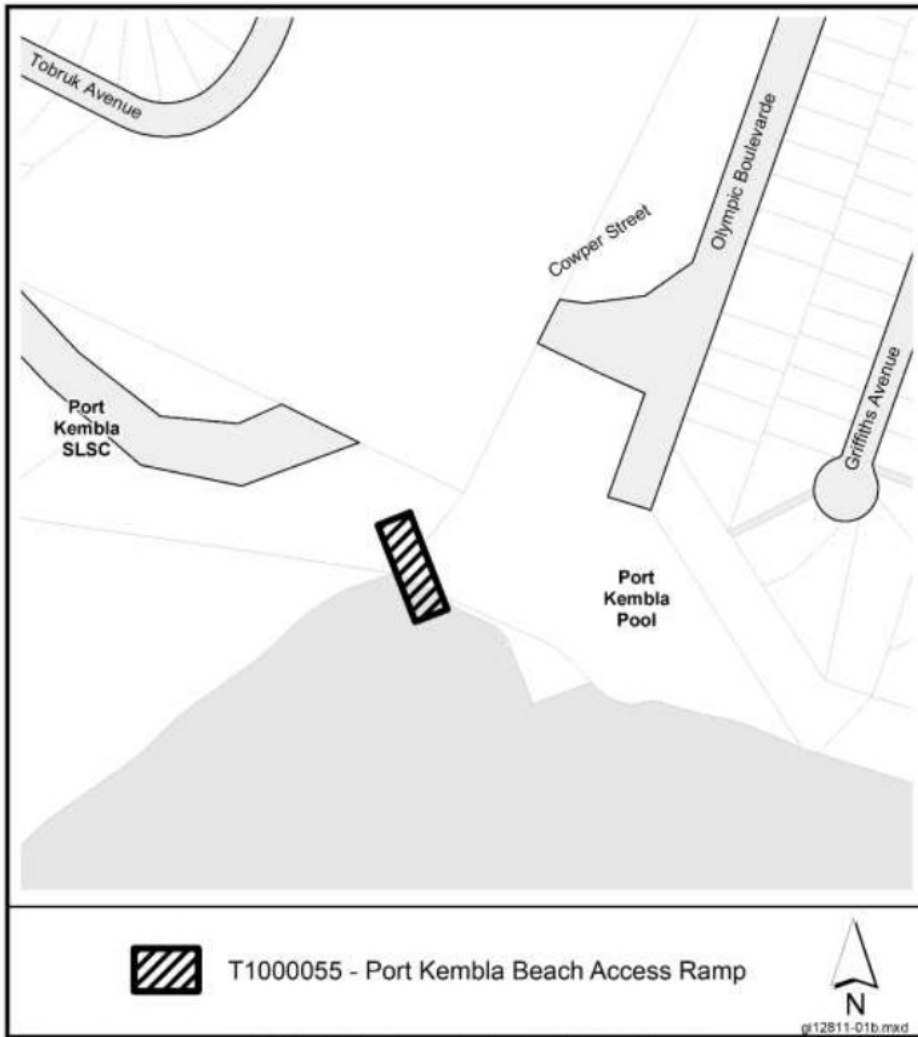 Tobruk Avenue
Olympic Boulevarde
Cowper Street
Griffiths Avenue
Port
Kembla
SLSC
Port
Kembla
Pool
T1000055 - Port Kembla Beach Access Ramp
N
gl12811-01b.mxd